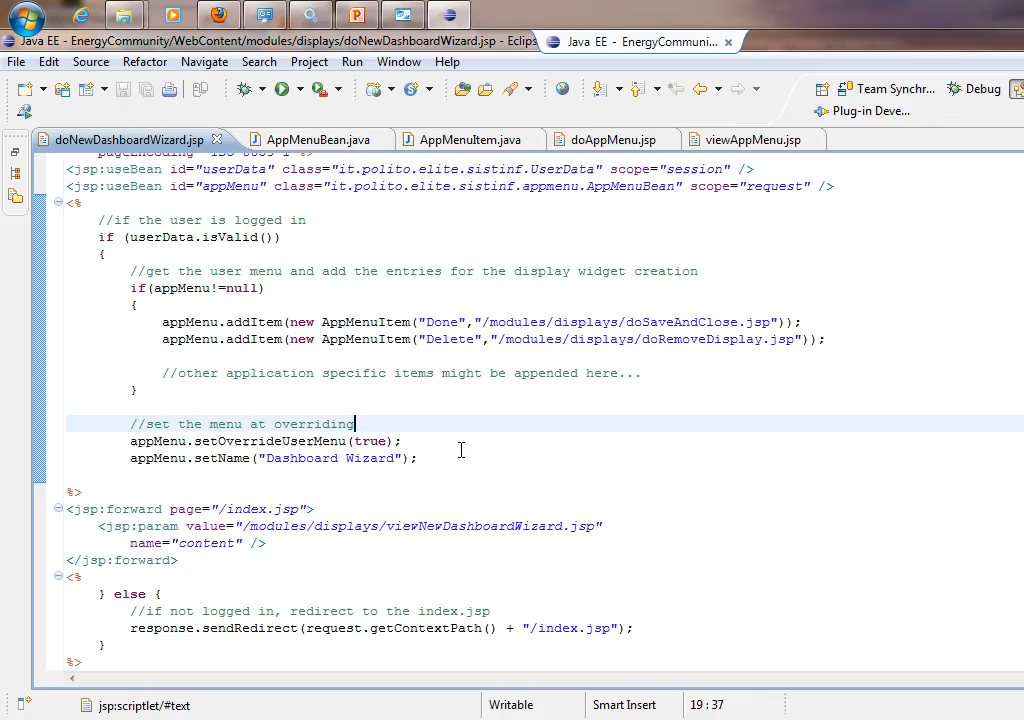 Java EE - EnergyCommunity/WebContent/modules/displays/doNewDashboardWizard.jsp - Eclips
Java EE - EnergyCommuni...
File Edit Source Refactor Navigate Search Project Run Window Help
Team Synchr... Debug
Plug-in Deve...
doNewDashboardWizard.jsp AppMenuBean.java AppMenuItem.java doAppMenu.jsp viewAppMenu.jsp
<jsp:useBean id="userData" class="it.polito.elite.sistinf.UserData" scope="session" />
<jsp:useBean id="appMenu" class="it.polito.elite.sistinf.appmenu.AppMenuBean" scope="request" />
<%
//if the user is logged in
if (userData.isValid())
{
//get the user menu and add the entries for the display widget creation
if(appMenu!=null)
{
appMenu.addItem(new AppMenuItem("Done","/modules/displays/doSaveAndClose.jsp"));
appMenu.addItem(new AppMenuItem("Delete","/modules/displays/doRemoveDisplay.jsp"));
//other application specific items might be appended here...
}
//set the menu at overriding
appMenu.setOverrideUserMenu(true);
appMenu.setName("Dashboard Wizard");
%>
<jsp:forward page="/index.jsp">
<jsp:param value="/modules/displays/viewNewDashboardWizard.jsp"
name="content" />
</jsp:forward>
<%
} else {
//if not logged in, redirect to the index.jsp
response.sendRedirect(request.getContextPath() + "/index.jsp");
}
%>
jsp:scriptlet/#text Writable Smart Insert 19 : 37